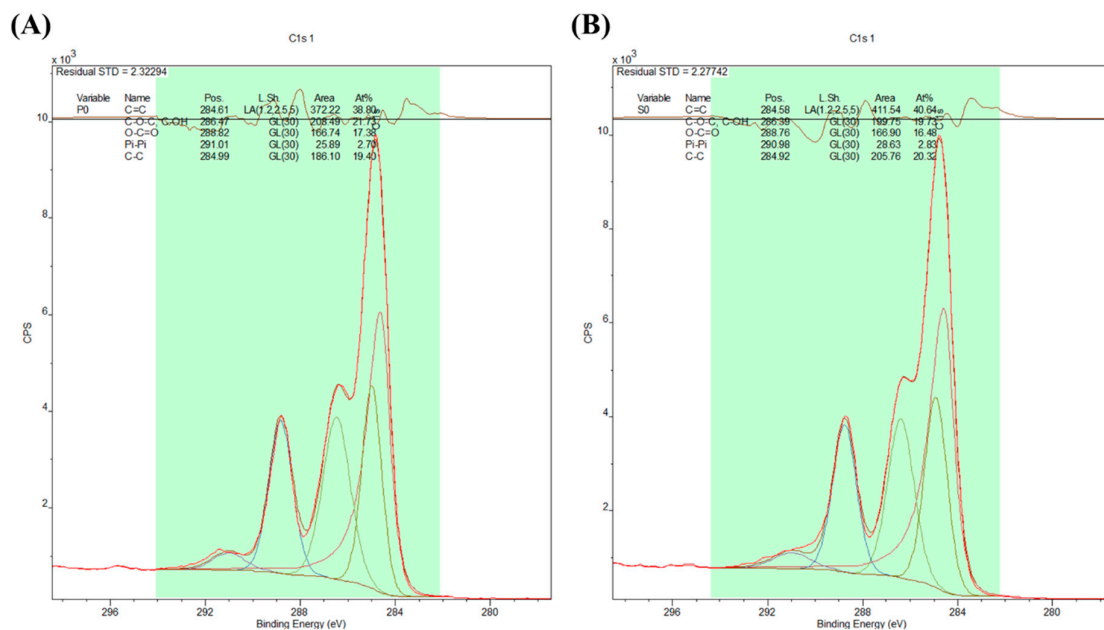 (A)
C1s 1
x 10³
Residual STD = 2.32294
Variable Name Pos. L.Sh. Area At%
P0 C=C 284.61 LA(1.2,2.5,5) 372.22 38.80
C-O-C, C-OH 286.47 GL(30) 208.49 21.73
O-C=O 288.82 GL(30) 166.74 17.38
Pi-Pi 291.01 GL(30) 25.89 2.70
C-C 284.99 GL(30) 186.10 19.40
C 1s
10
8
6
4
2
CPS
296 292 288 284 280
Binding Energy (eV)
(B)
C1s 1
x 10³
Residual STD = 2.27742
Variable Name Pos. L.Sh. Area At%
S0 C=C 284.58 LA(1.2,2.5,5) 411.54 40.64
C-O-C, C-OH 286.39 GL(30) 199.75 19.73
O-C=O 288.76 GL(30) 166.90 16.48
Pi-Pi 290.98 GL(30) 28.63 2.83
C-C 284.92 GL(30) 205.76 20.32
C 1s
10
8
6
4
2
CPS
296 292 288 284 280
Binding Energy (eV)